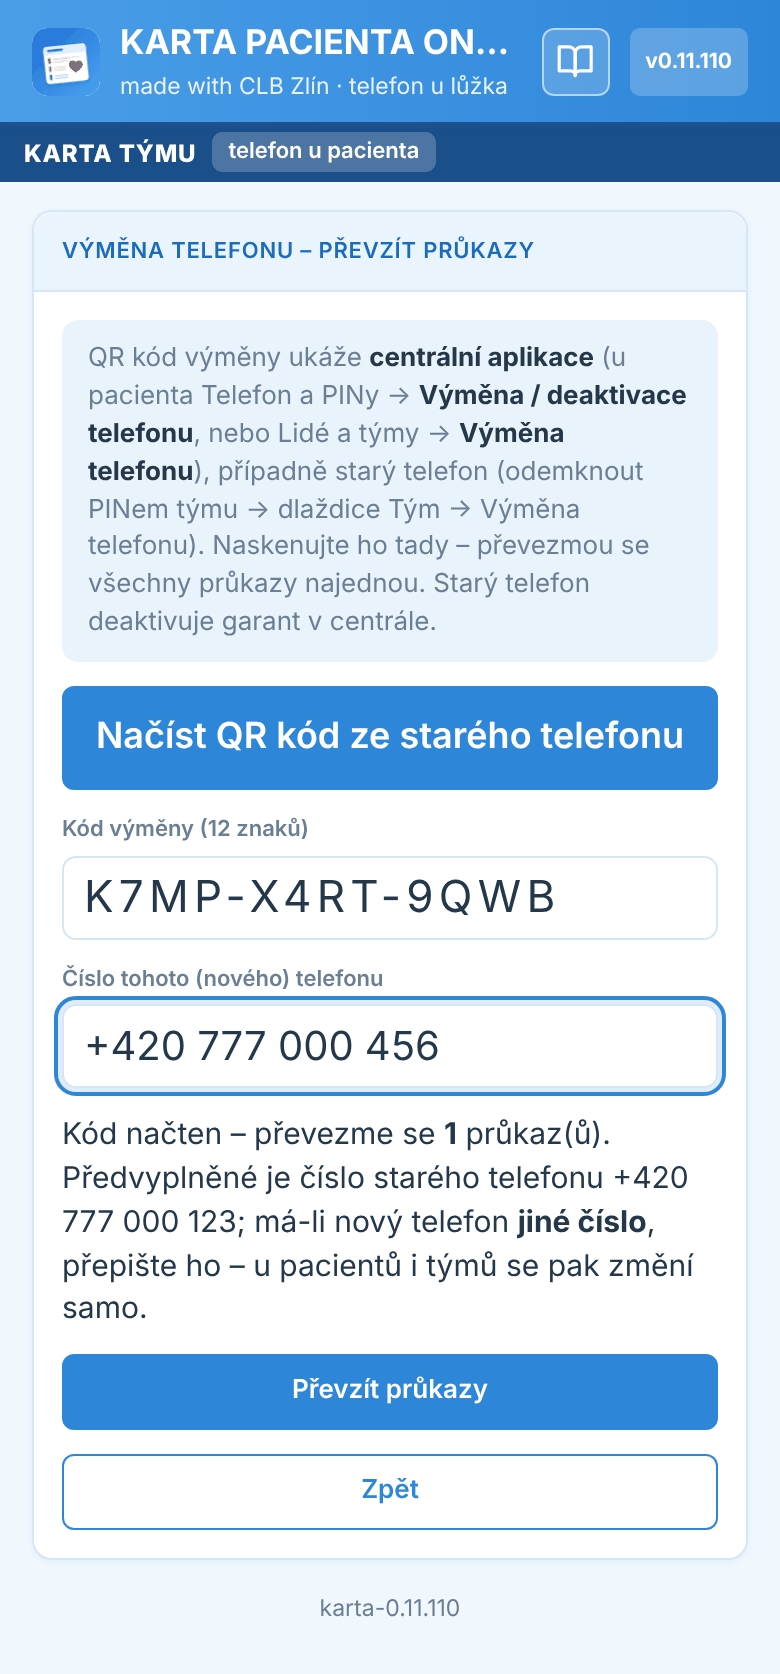 KARTA PACIENTA ON...
made with CLB Zlín · telefon u lůžka
v0.11.110
KARTA TÝMU
telefon u pacienta
VÝMĚNA TELEFONU – PŘEVZÍT PRŮKAZY
QR kód výměny ukáže centrální aplikace (u
pacienta Telefon a PINy → Výměna / deaktivace
telefonu, nebo Lidé a týmy → Výměna
telefonu), případně starý telefon (odemknout
PINem týmu → dlaždice Tým → Výměna
telefonu). Naskenujte ho tady – převezmou se
všechny průkazy najednou. Starý telefon
deaktivuje garant v centrále.
Načíst QR kód ze starého telefonu
Kód výměny (12 znaků)
K7MP-X4RT-9QWB
Číslo tohoto (nového) telefonu
+420 777 000 456
Kód načten – převezme se 1 průkaz(ů).
Předvyplněné je číslo starého telefonu +420
777 000 123; má-li nový telefon jiné číslo,
přepište ho – u pacientů i týmů se pak změní
samo.
Převzít průkazy
Zpět
karta-0.11.110